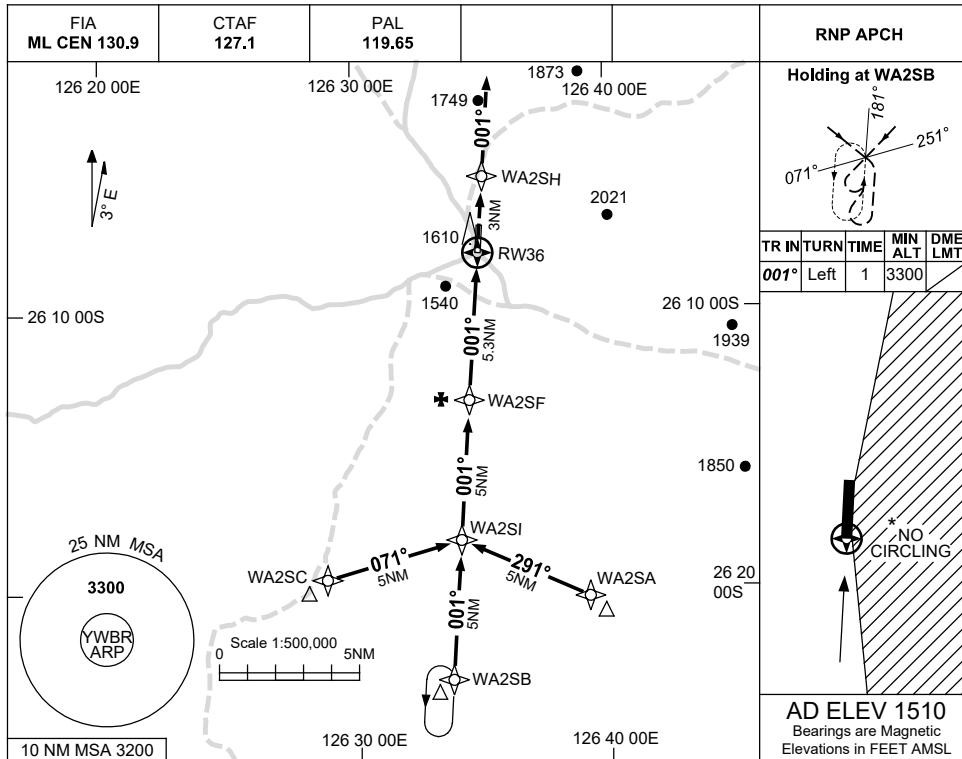 FIA
ML CEN 130.9
CTAF
127.1
PAL
119.65
RNP APCH
126 20 00E
126 30 00E
126 40 00E
1873
1749
001°
3° E
WA2SH
3NM
2021
1610
RW36
1540
26 10 00S
1939
001°
5.3NM
WA2SF
1850
001°
5NM
WA2SI
25 NM MSA
3300
YWBR
ARP
WA2SC
071°
5NM
291°
5NM
WA2SA
26 20
00S
001°
5NM
Scale 1:500,000
0
5NM
WA2SB
10 NM MSA 3200
126 30 00E
126 40 00E
Holding at WA2SB
181°
251°
071°
TR IN TURN TIME MIN ALT DME LMT
001° Left 1 3300
*NO
CIRCLING
AD ELEV 1510
Bearings are Magnetic
Elevations in FEET AMSL